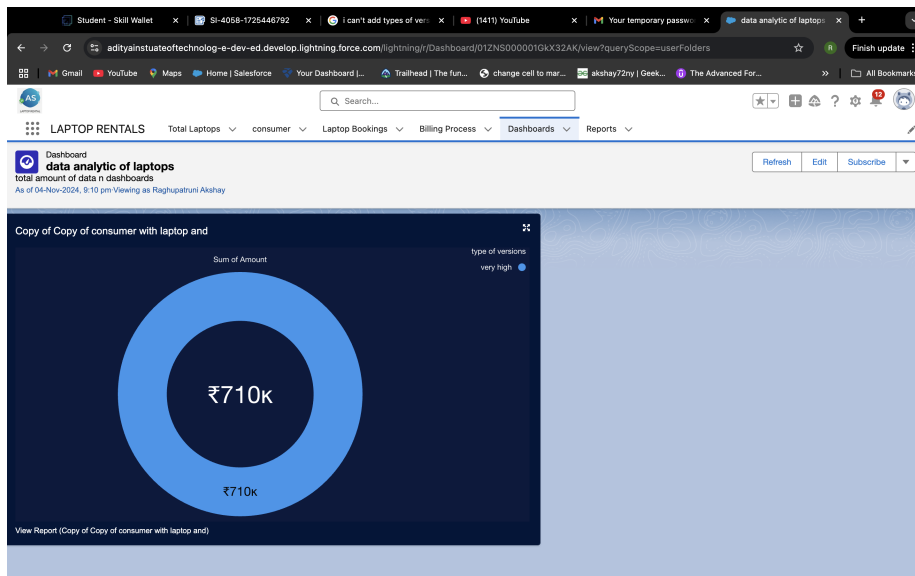 Student - Skill Wallet
SI-4058-1725446792
i can't add types of vers
(1411) YouTube
Your temporary passwo
data analytic of laptops
adityainstuateoftechnolog-e-dev-ed.develop.lightning.force.com/lightning/r/Dashboard/01ZNS000001GkX32AK/view?queryScope=userFolders
R
Finish update
Gmail
YouTube
Maps
Home | Salesforce
Your Dashboard |...
Trailhead | The fun...
change cell to mar...
akshay72ny | Geek...
The Advanced For...
»
All Bookmarks
AS
Search...
12
LAPTOP RENTALS
Total Laptops
consumer
Laptop Bookings
Billing Process
Dashboards
Reports
Dashboard
data analytic of laptops
total amount of data n dashboards
As of 04-Nov-2024, 9:10 pm·Viewing as Raghupatruni Akshay
Refresh
Edit
Subscribe
Copy of Copy of consumer with laptop and
Sum of Amount
type of versions
very high
₹710K
₹710K
View Report (Copy of Copy of consumer with laptop and)